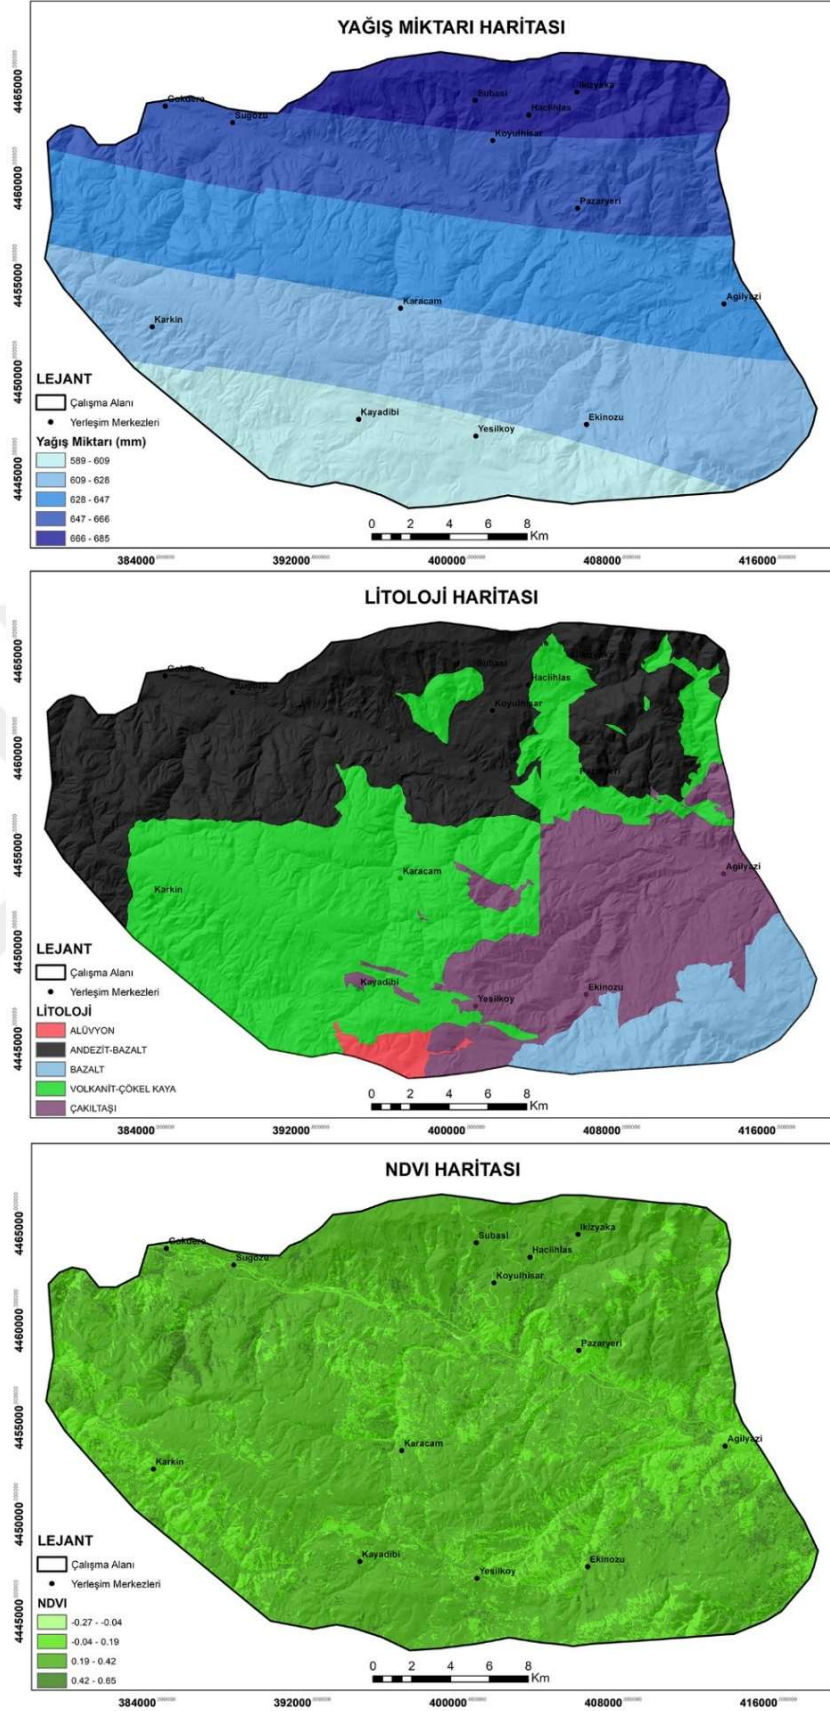 YAĞIŞ MİKTARI HARİTASI
4465000
4460000
4455000
4450000
4445000
Gokdere
Sugozu
Subasi
Ikizyaka
Haciihlas
Koyulhisar
Pazaryeri
Agilyazi
Karacam
Karkin
Kayadibi
Yesilkoy
Ekinozu
LEJANT
Çalışma Alanı
Yerleşim Merkezleri
Yağış Miktarı (mm)
589 - 609
609 - 628
628 - 647
647 - 666
666 - 685
0 2 4 6 8
Km
384000 392000 400000 408000 416000
LİTOLOJİ HARİTASI
4465000
4460000
4455000
4450000
4445000
Gokdere
Sugozu
Subasi
Haciihlas
Koyulhisar
Pazaryeri
Agilyazi
Karacam
Karkin
Kayadibi
Yesilkoy
Ekinozu
LEJANT
Çalışma Alanı
Yerleşim Merkezleri
LİTOLOJİ
ALÜVYON
ANDEZİT-BAZALT
BAZALT
VOLKANİT-ÇÖKEL KAYA
ÇAKILTAŞI
0 2 4 6 8
Km
384000 392000 400000 408000 416000
NDVI HARİTASI
4465000
4460000
4455000
4450000
4445000
Gokdere
Sugozu
Subasi
Ikizyaka
Haciihlas
Koyulhisar
Pazaryeri
Agilyazi
Karacam
Karkin
Kayadibi
Yesilkoy
Ekinozu
LEJANT
Çalışma Alanı
Yerleşim Merkezleri
NDVI
-0.27 - -0.04
-0.04 - 0.19
0.19 - 0.42
0.42 - 0.65
0 2 4 6 8
Km
384000 392000 400000 408000 416000